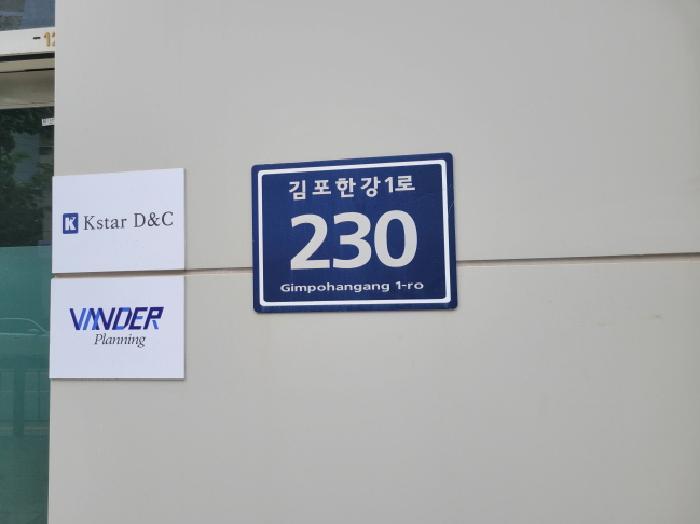 K Kstar D&C
VANDER
Planning
김포한강1로
230
Gimpohangang 1-ro